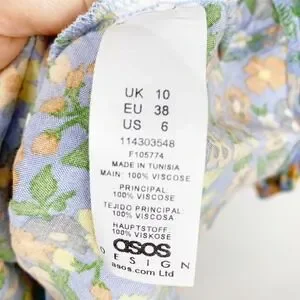 UK 10
EU 38
US 6
114303548
F105774
MADE IN TUNISIA
MAIN: 100% VISCOSE
PRINCIPAL
100% VISCOSE
TEJIDO PRINCIPAL
100% VISCOSA
HAUPTSTOFF
100% VISKOSE
asos
DESIGN
asos.com Ltd